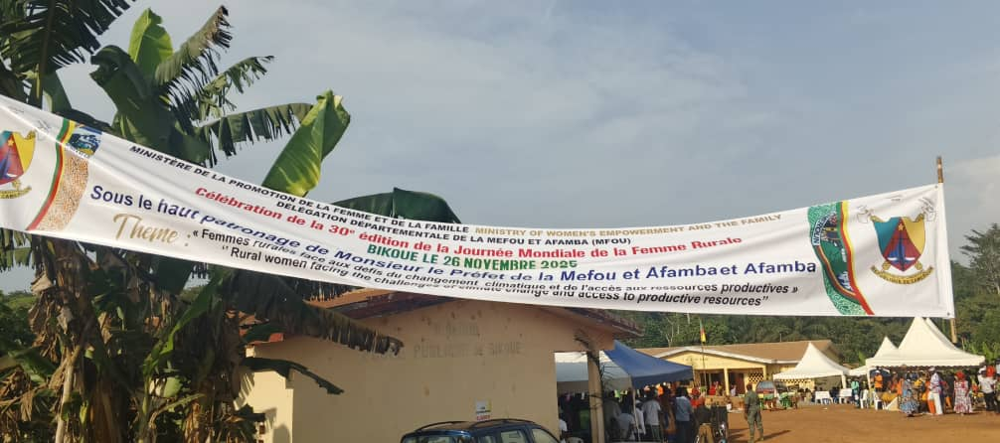 MINISTÈRE DE LA PROMOTION DE LA FEMME ET DE LA FAMILLE MINISTRY OF WOMEN'S EMPOWERMENT AND THE FAMILY
DÉLÉGATION DÉPARTEMENTALE DE LA MEFOU ET AFAMBA (MFOU)
Célébration de la 30e édition de la Journée Mondiale de la Femme Rurale
BIKOUE LE 26 NOVEMBRE 2025
Sous le haut patronage de Monsieur le Préfet de la Mefou et Afambaet Afamba
Theme :
« Femmes rurales face aux défis du changement climatique et de l'accès aux ressources productives »
"Rural women facing the challenges of climate change and access to productive resources"
PUBLIQUE DE BIKOUE